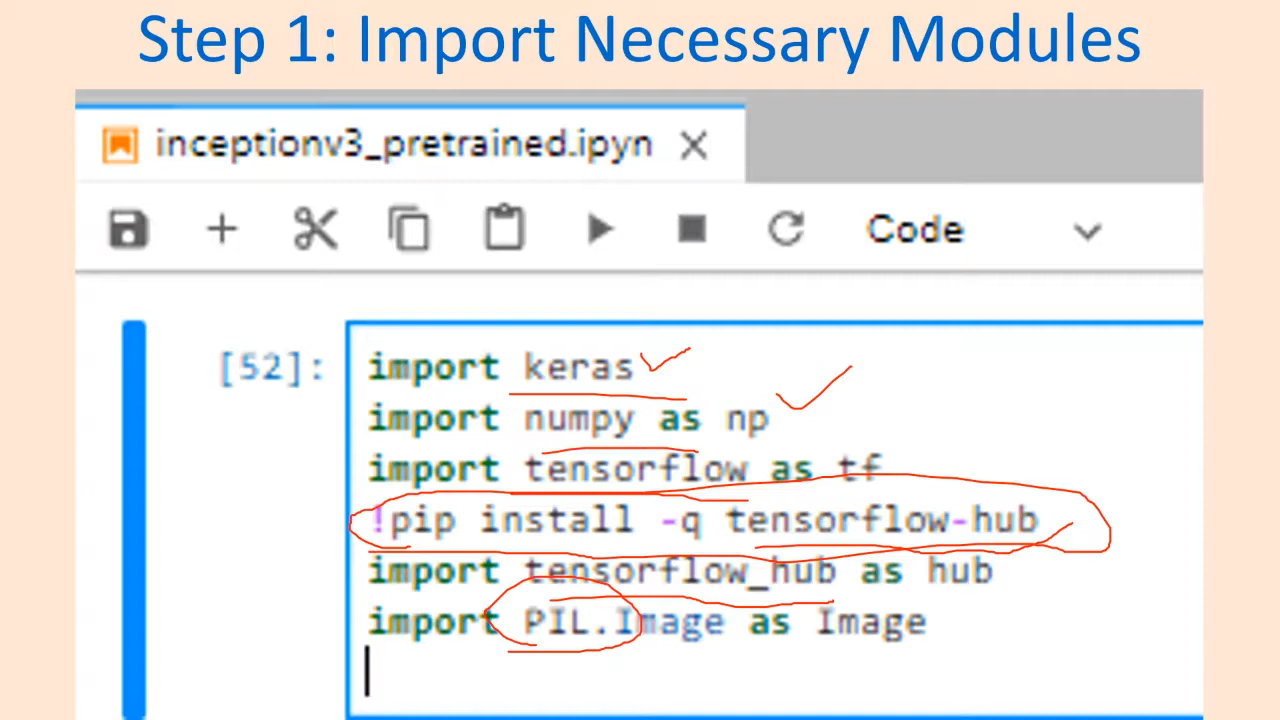 Step 1: Import Necessary Modules
inceptionv3_pretrained.ipyn
Code
[52]:
import keras
import numpy as np
import tensorflow as tf
!pip install -q tensorflow-hub
import tensorflow_hub as hub
import PIL.Image as Image